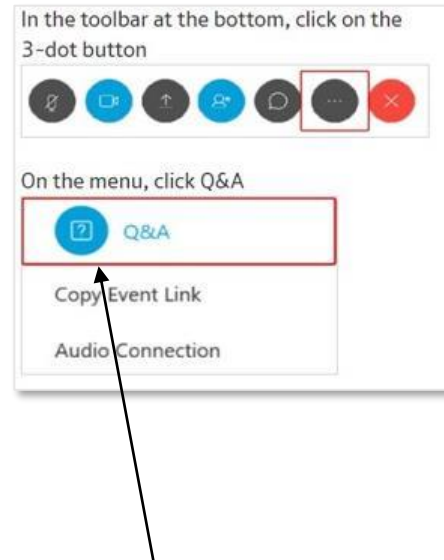 In the toolbar at the bottom, click on the
3-dot button
On the menu, click Q&A
? Q&A
Copy Event Link
Audio Connection